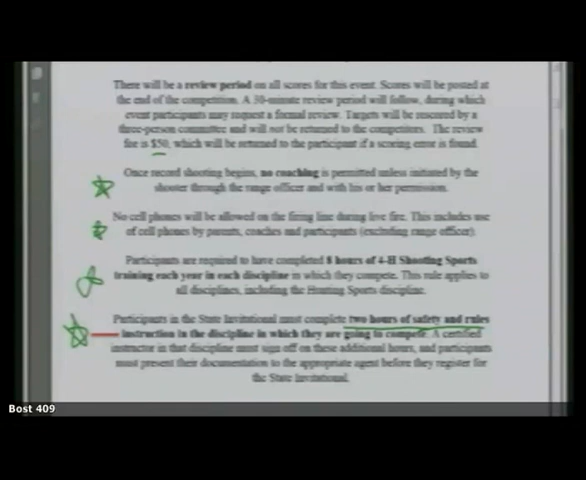 There will be a review period on all scores for this event. Scores will be posted at
the end of the competition. A 30-minute review period will follow, during which
event participants may request a formal review. Targets will be rescored by a
three-person committee and will not be returned to the competitors. The review
fee is $50, which will be returned to the participant if a scoring error is found.
Once record shooting begins, no coaching is permitted unless initiated by the
shooter through the range officer and with his or her permission.
No cell phones will be allowed on the firing line during live fire. This includes use
of cell phones by parents, coaches and participants (excluding range officer).
Participants are required to have completed 8 hours of 4-H Shooting Sports
training each year in each discipline in which they compete. This rule applies to
all disciplines, including the Hunting Sports discipline.
Participants in the State Invitational must complete two hours of safety and rules
instruction in the discipline in which they are going to compete. A certified
instructor in that discipline must sign off on these additional hours, and participants
must present their documentation to the appropriate agent before they register for
the State Invitational.
Bost 409